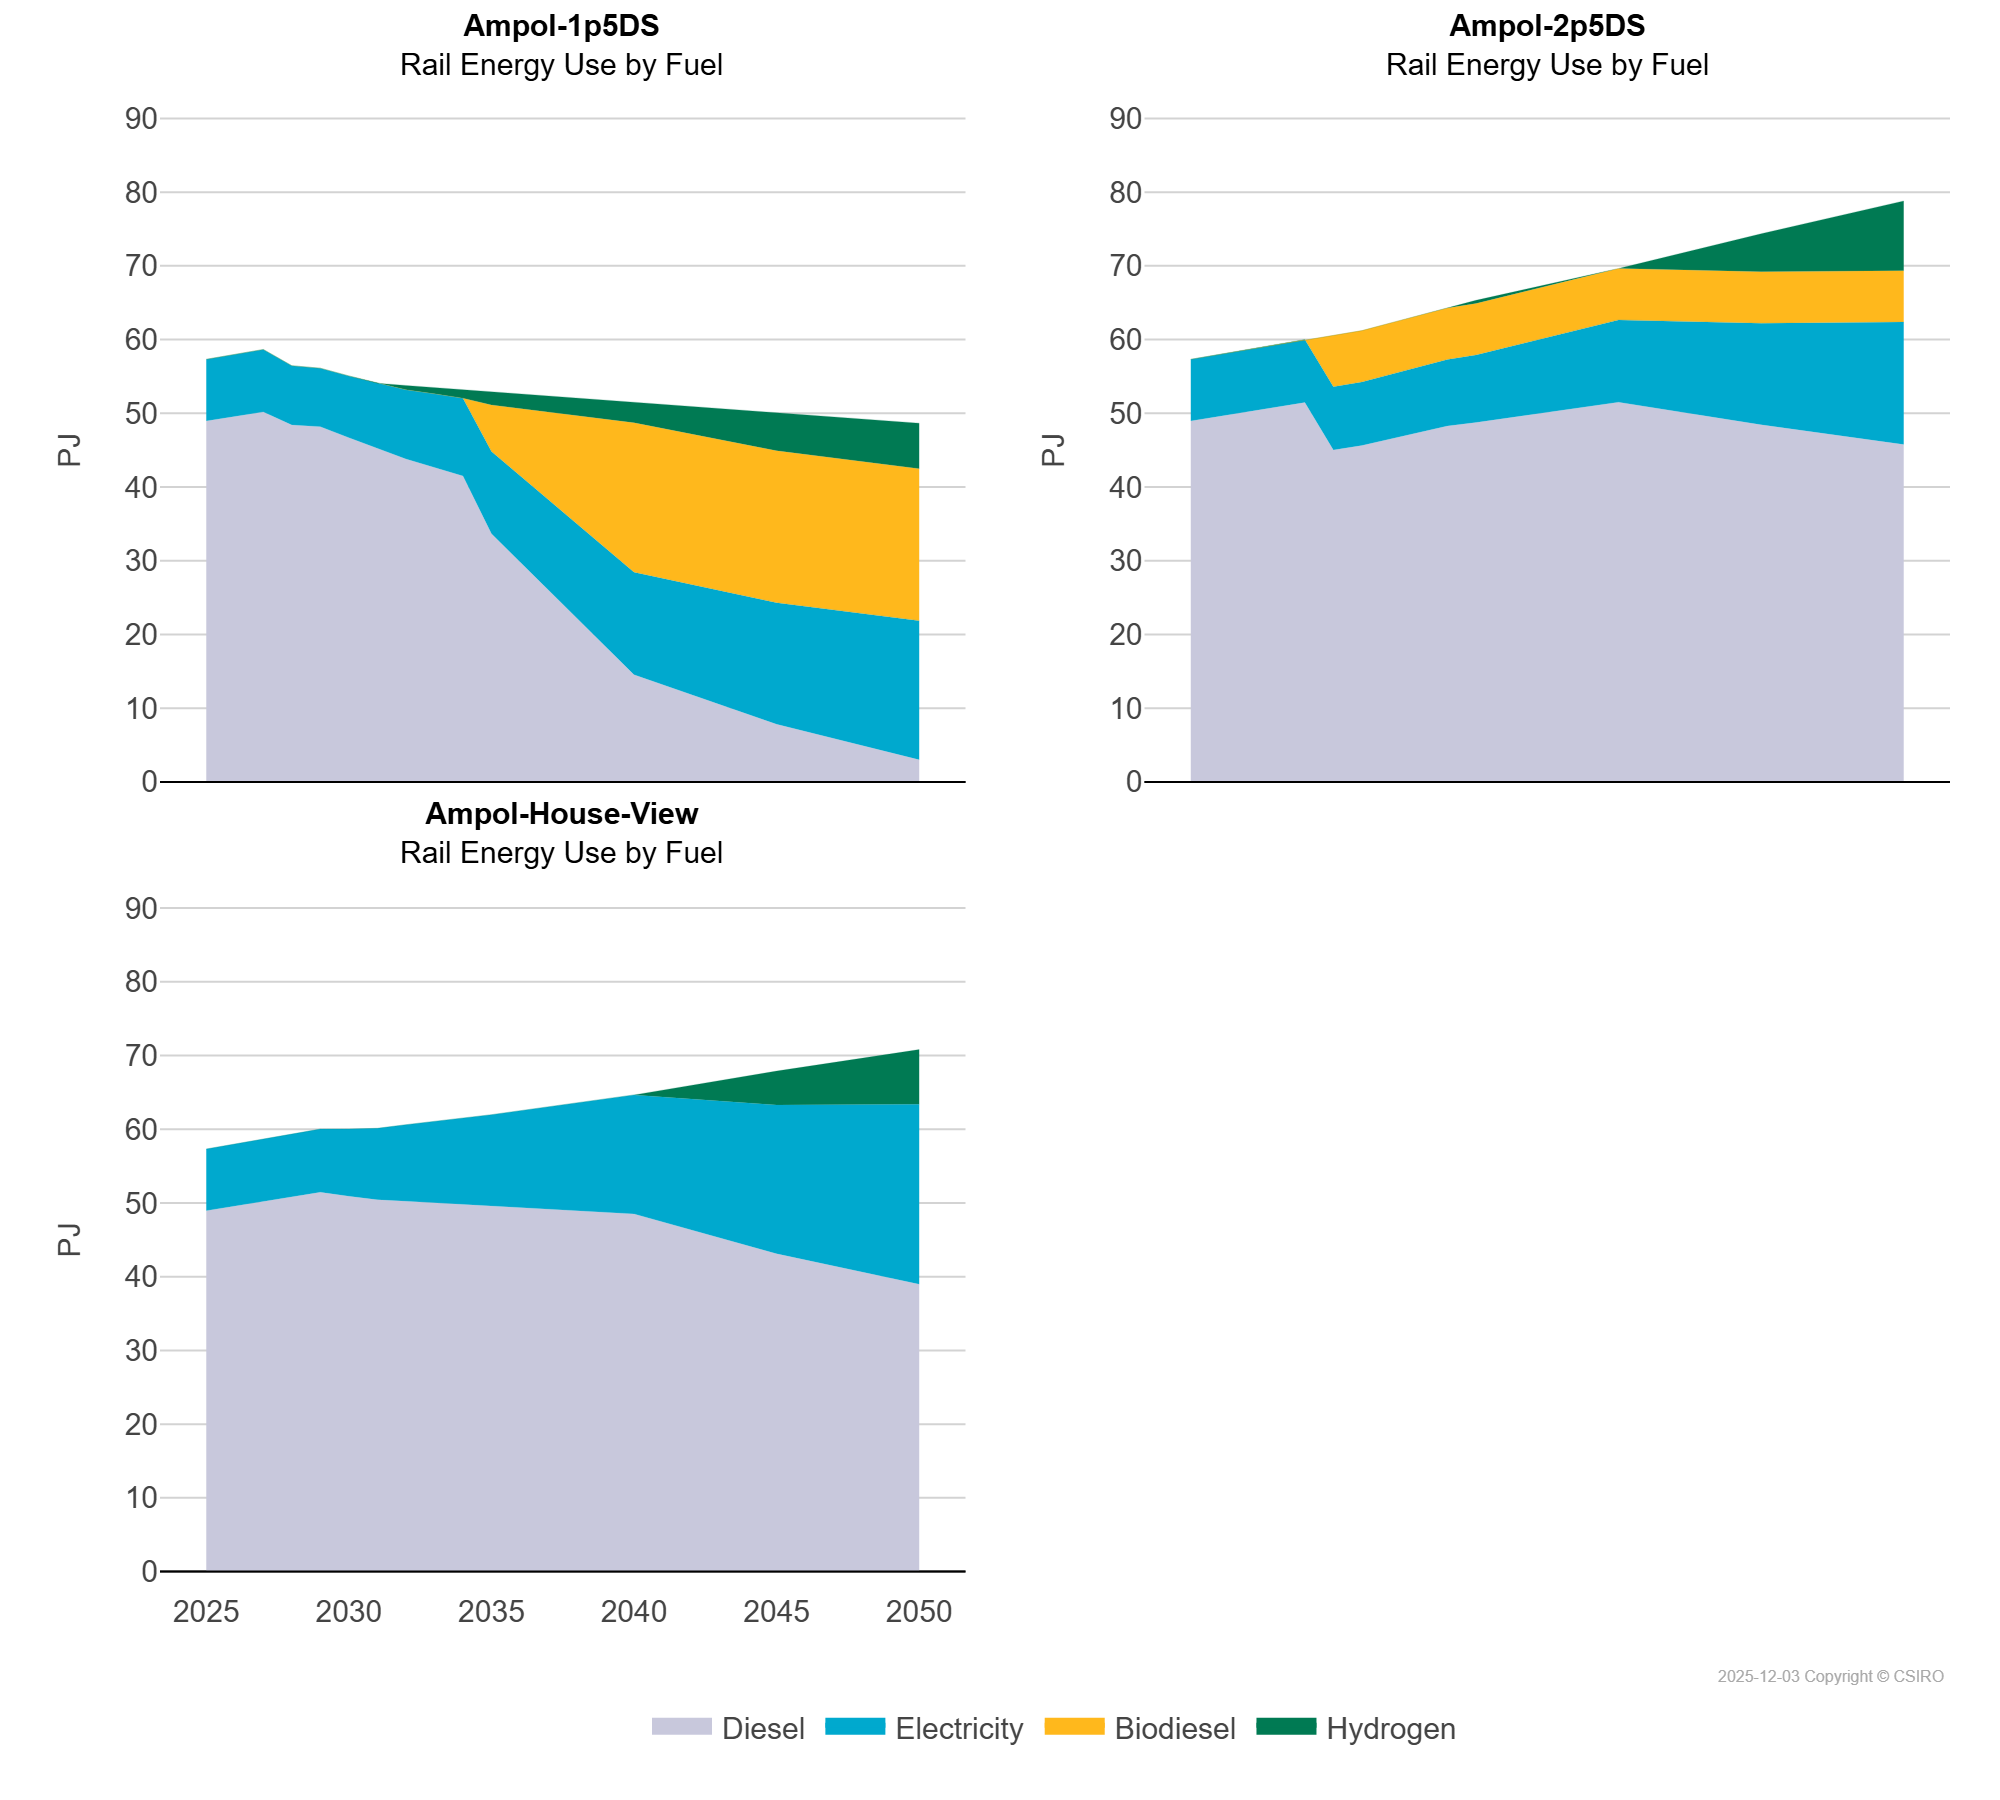 Ampol-1p5DS
Rail Energy Use by Fuel
90
80
70
60
50
40
30
20
10
0
PJ
Ampol-2p5DS
Rail Energy Use by Fuel
90
80
70
60
50
40
30
20
10
0
PJ
Ampol-House-View
Rail Energy Use by Fuel
90
80
70
60
50
40
30
20
10
0
PJ
2025 2030 2035 2040 2045 2050
2025-12-03 Copyright © CSIRO
Diesel Electricity Biodiesel Hydrogen